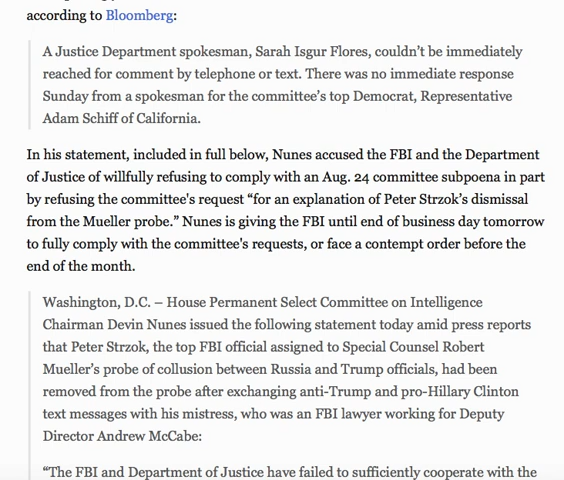 according to Bloomberg:
A Justice Department spokesman, Sarah Isgur Flores, couldn't be immediately
reached for comment by telephone or text. There was no immediate response
Sunday from a spokesman for the committee's top Democrat, Representative
Adam Schiff of California.
In his statement, included in full below, Nunes accused the FBI and the Department
of Justice of willfully refusing to comply with an Aug. 24 committee subpoena in part
by refusing the committee's request “for an explanation of Peter Strzok's dismissal
from the Mueller probe.” Nunes is giving the FBI until end of business day tomorrow
to fully comply with the committee's requests, or face a contempt order before the
end of the month.
Washington, D.C. – House Permanent Select Committee on Intelligence
Chairman Devin Nunes issued the following statement today amid press reports
that Peter Strzok, the top FBI official assigned to Special Counsel Robert
Mueller's probe of collusion between Russia and Trump officials, had been
removed from the probe after exchanging anti-Trump and pro-Hillary Clinton
text messages with his mistress, who was an FBI lawyer working for Deputy
Director Andrew McCabe:
“The FBI and Department of Justice have failed to sufficiently cooperate with the